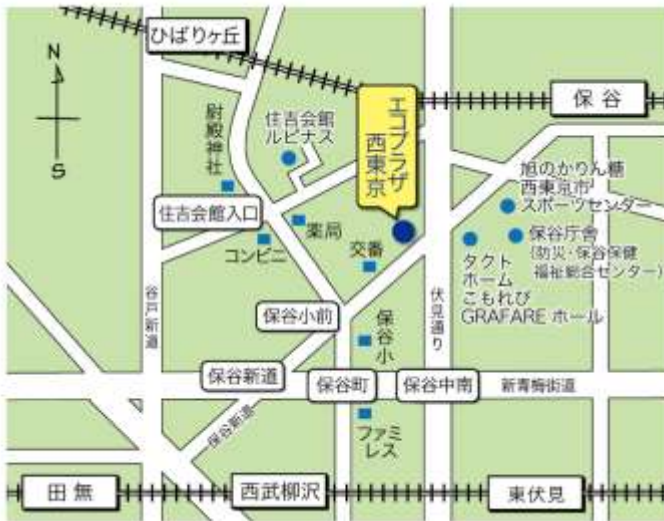 ひばりヶ丘
N
S
保谷
エコプラザ
西東京
住吉会館
ルピナス
尉殿神社
住吉会館入口
薬局
コンビニ
交番
旭のかりん糖
西東京市
スポーツセンター
保谷庁舎
(防災・保谷保健
福祉総合センター)
タクト
ホーム
こもれび
GRAFARE ホール
谷戸新道
保谷小前
伏見通り
保谷小
保谷新道
保谷町
保谷中南
新青梅街道
保谷新道
ファミ
レス
田無
西武柳沢
東伏見